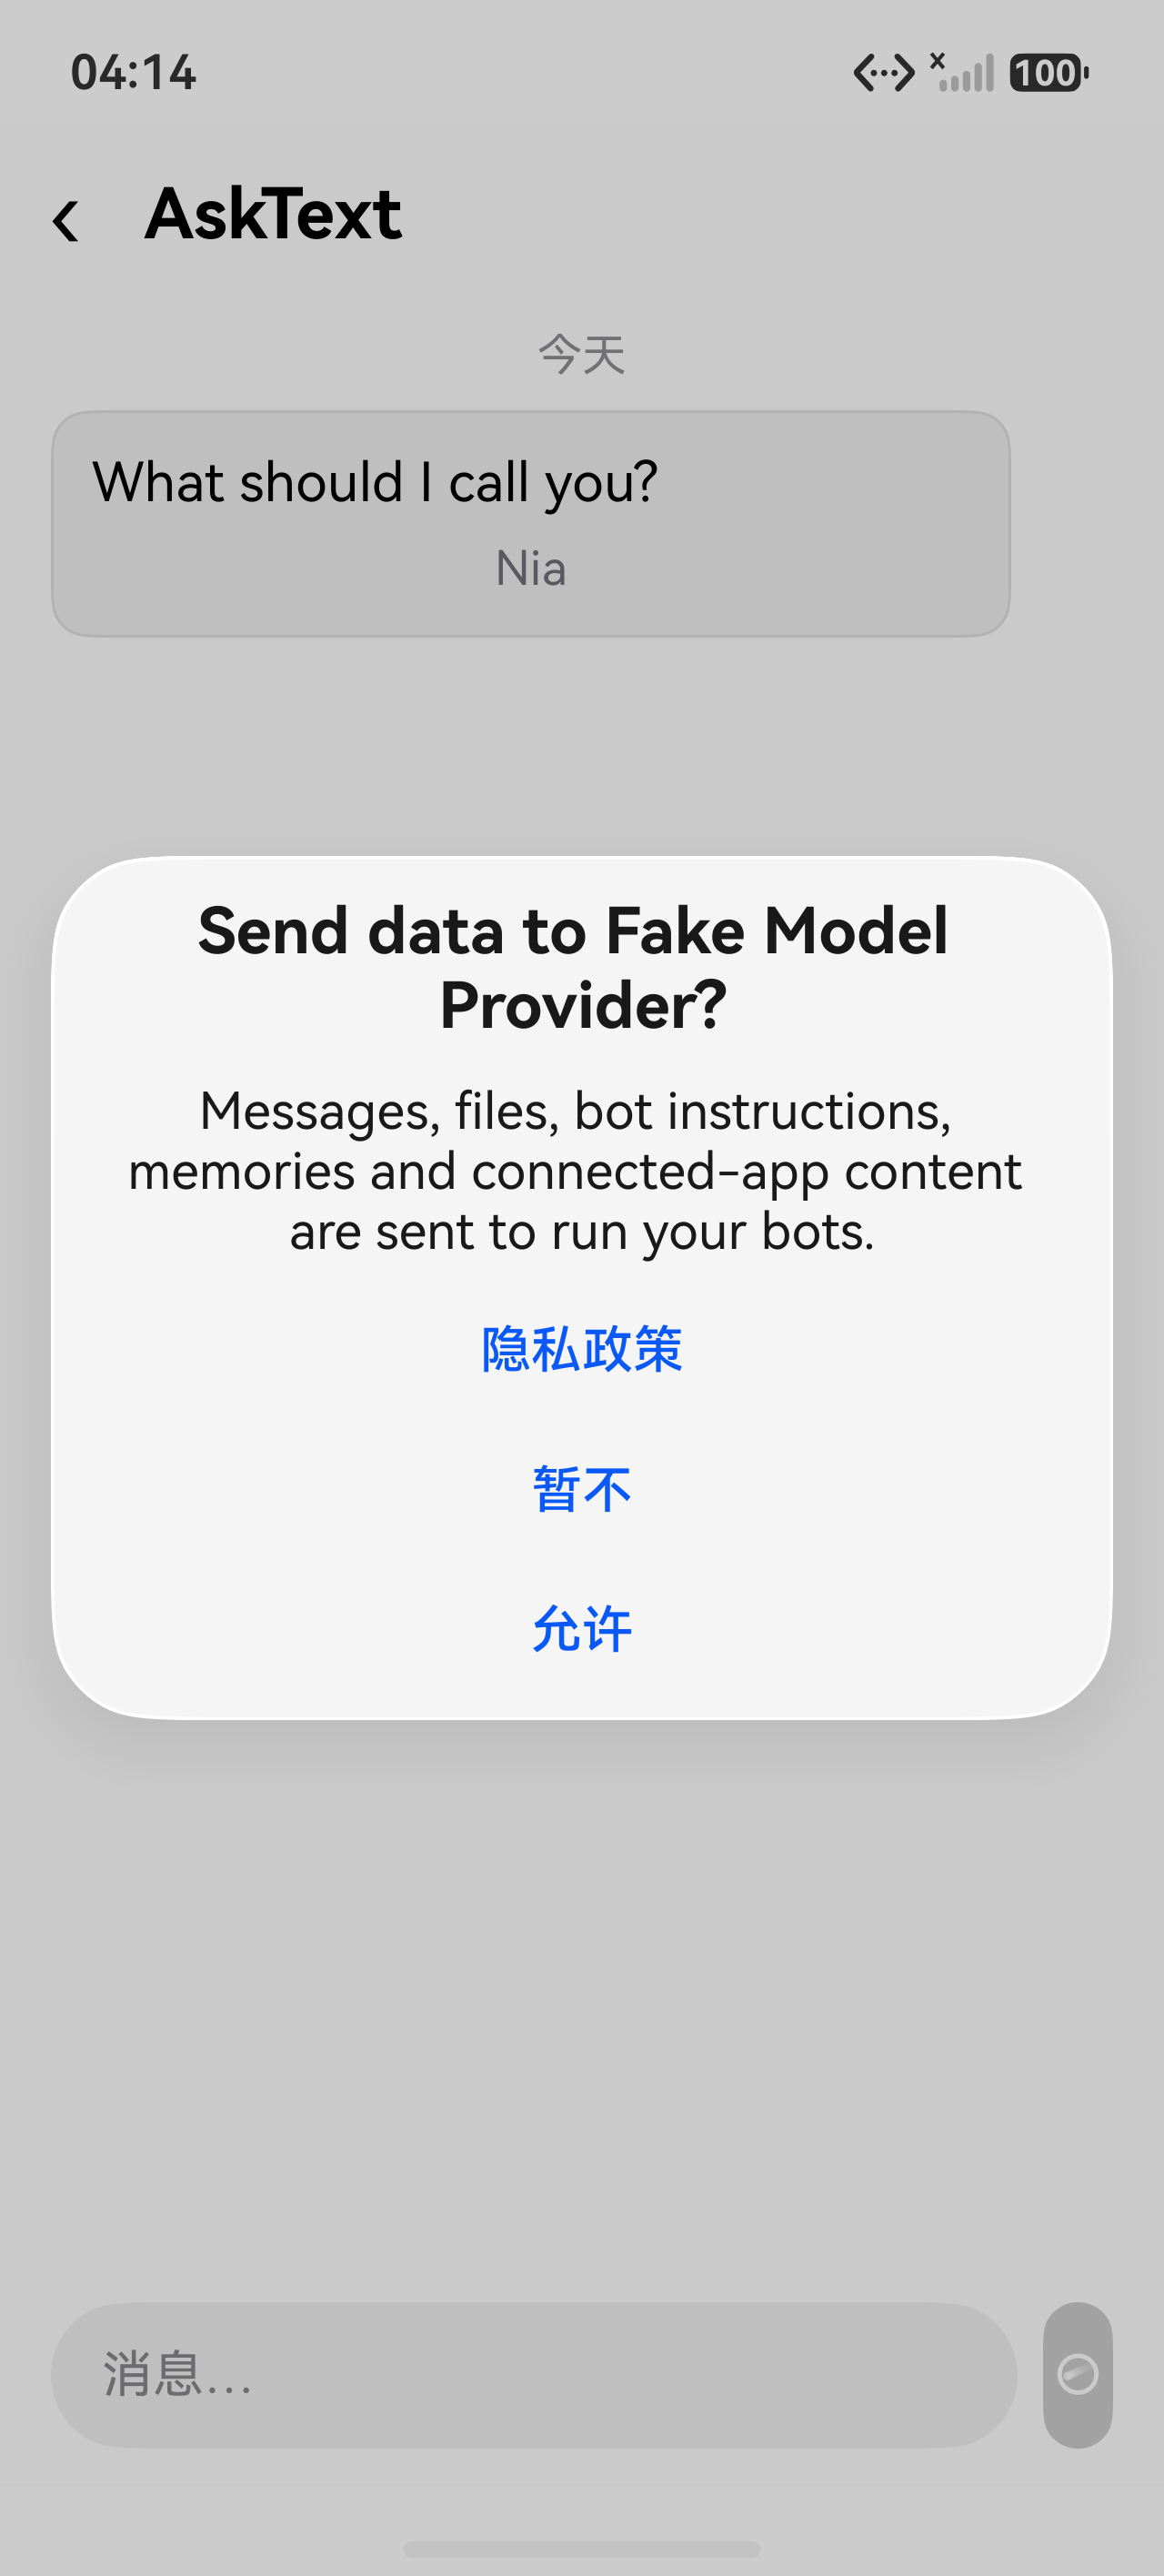 04:14
100
AskText
今天
What should I call you?
Nia
Send data to Fake Model
Provider?
Messages, files, bot instructions,
memories and connected-app content
are sent to run your bots.
隐私政策
暂不
允许
消息...